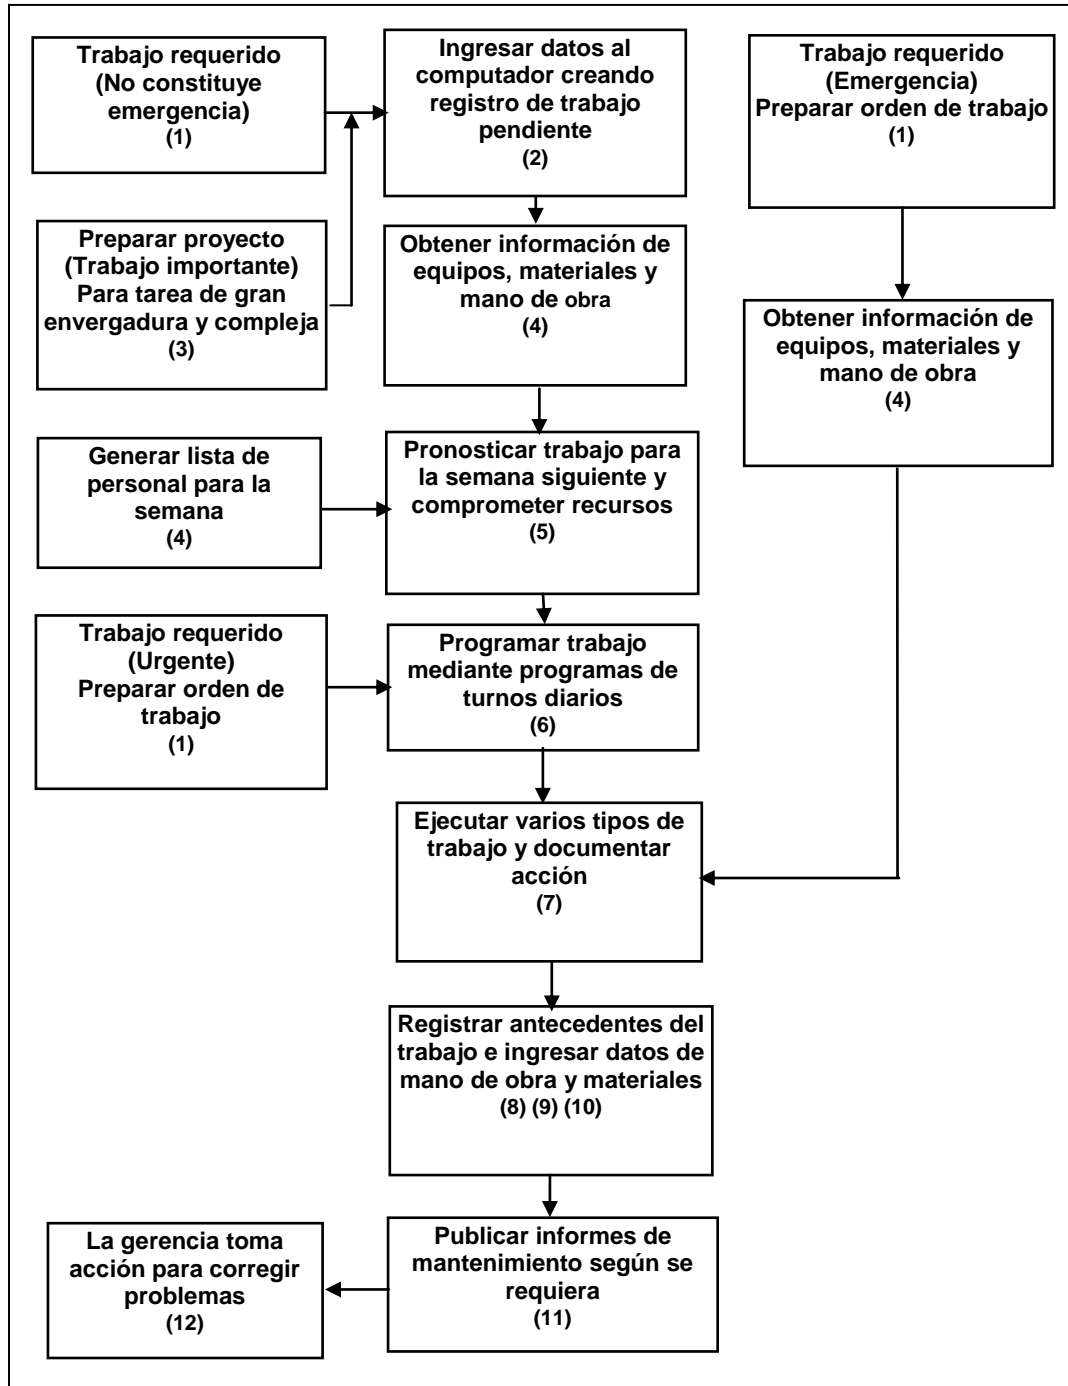 Trabajo requerido
(No constituye
emergencia)
(1)
Ingresar datos al
computador creando
registro de trabajo
pendiente
(2)
Trabajo requerido
(Emergencia)
Preparar orden de trabajo
(1)
Preparar proyecto
(Trabajo importante)
Para tarea de gran
envergadura y compleja
(3)
Obtener información de
equipos, materiales y
mano de obra
(4)
Obtener información de
equipos, materiales y
mano de obra
(4)
Generar lista de
personal para la
semana
(4)
Pronosticar trabajo para
la semana siguiente y
comprometer recursos
(5)
Trabajo requerido
(Urgente)
Preparar orden de
trabajo
(1)
Programar trabajo
mediante programas de
turnos diarios
(6)
Ejecutar varios tipos de
trabajo y documentar
acción
(7)
Registrar antecedentes del
trabajo e ingresar datos de
mano de obra y materiales
(8) (9) (10)
La gerencia toma
acción para corregir
problemas
(12)
Publicar informes de
mantenimiento según se
requiera
(11)